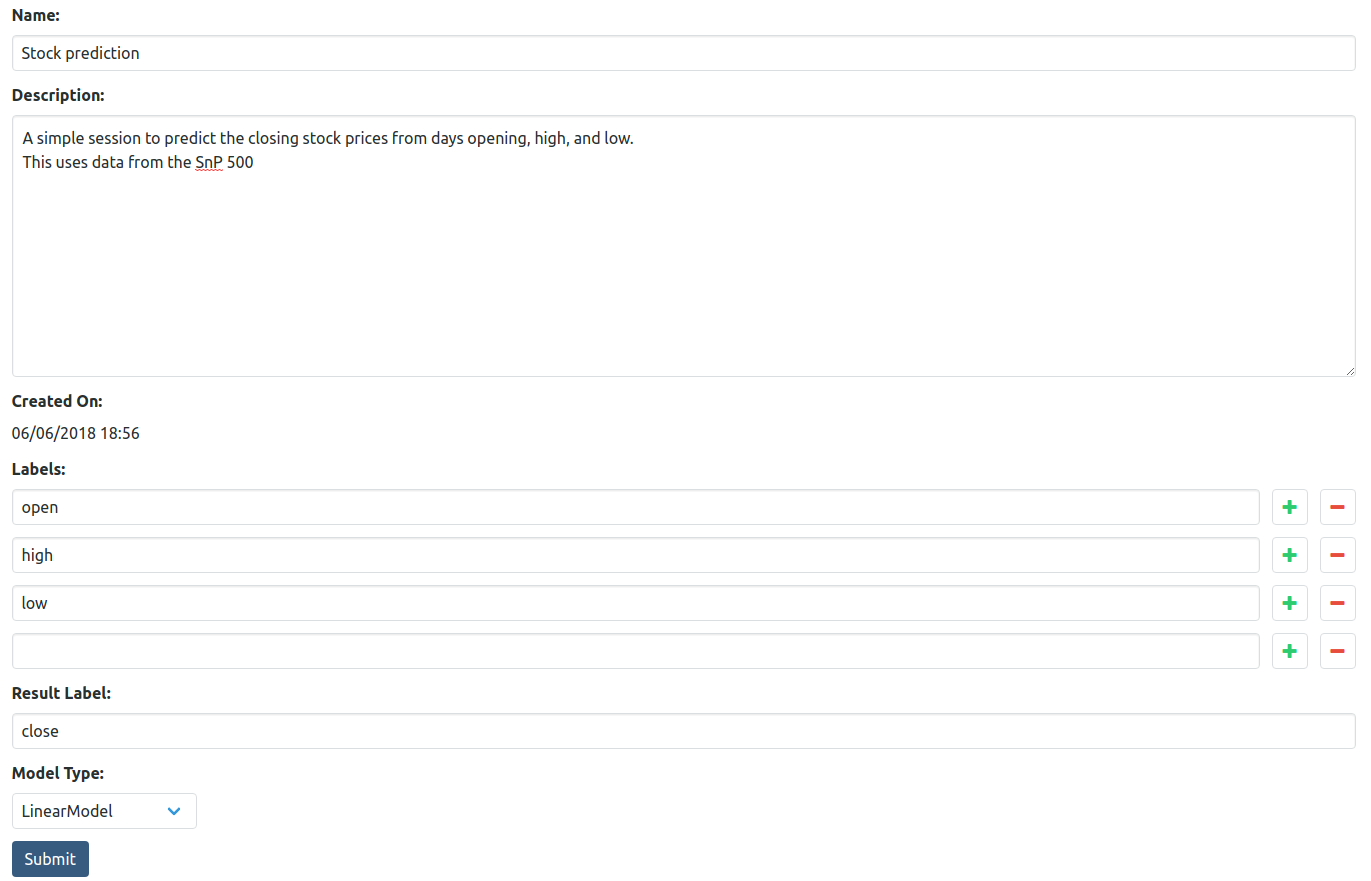 Name:
Stock prediction
Description:
A simple session to predict the closing stock prices from days opening, high, and low.
This uses data from the SnP 500
Created On:
06/06/2018 18:56
Labels:
open
high
low
Result Label:
close
Model Type:
LinearModel
Submit